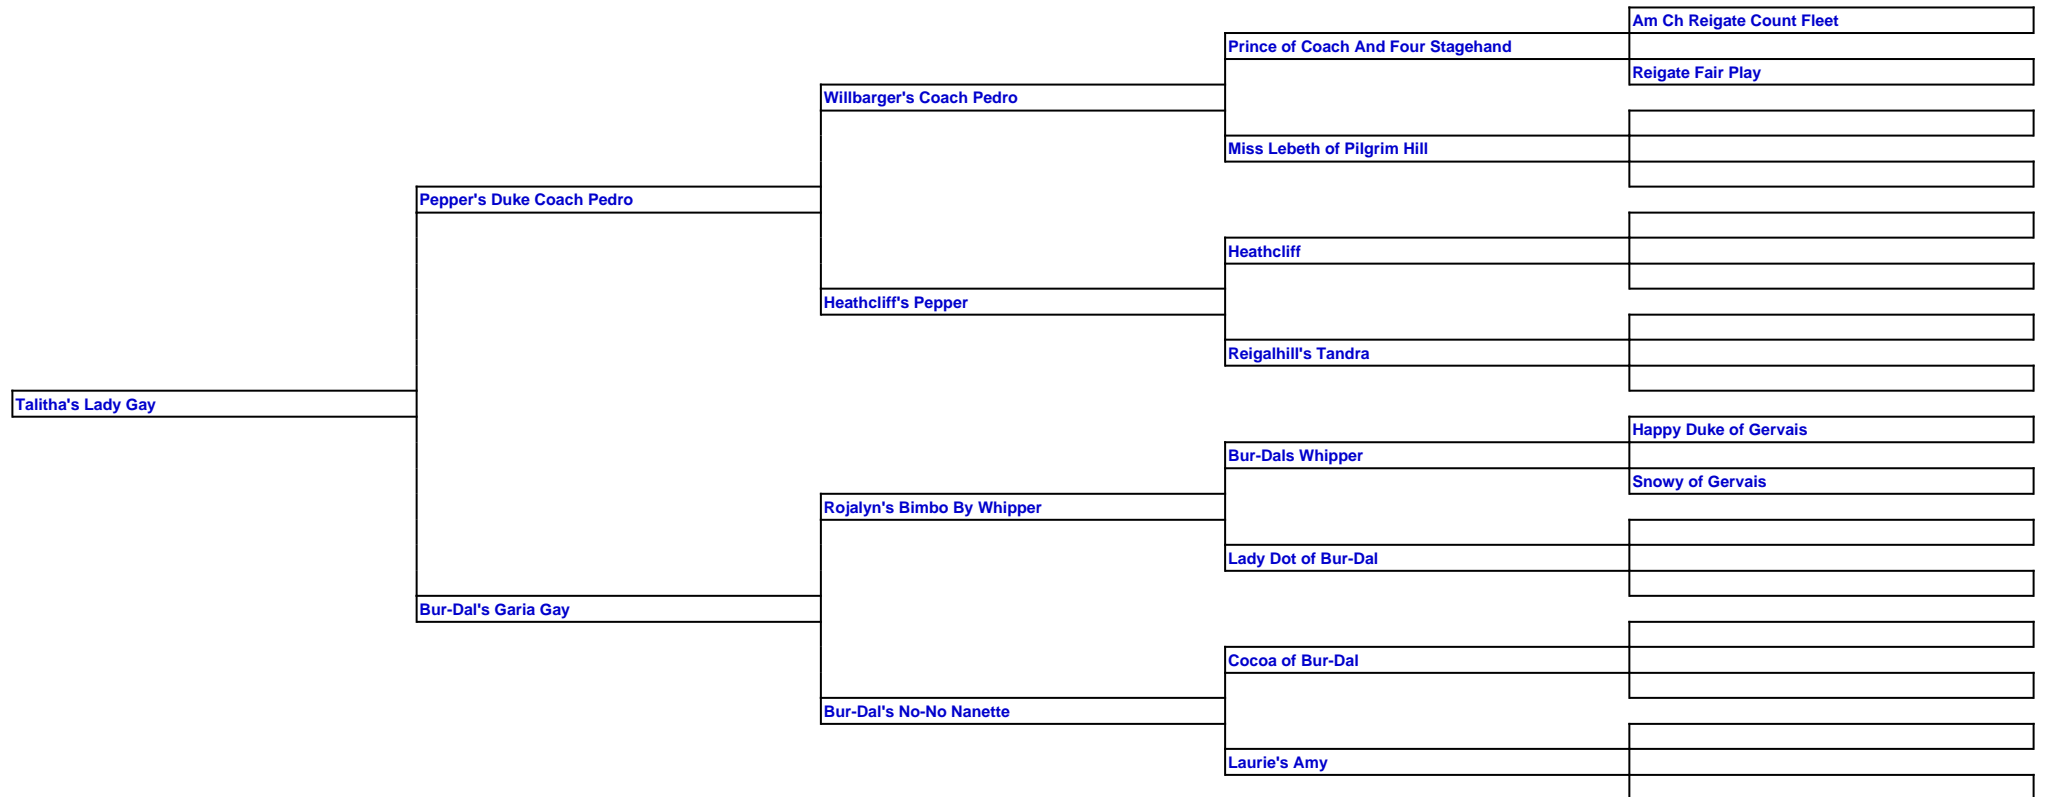 Am Ch Reigate Count Fleet
Prince of Coach And Four Stagehand
Reigate Fair Play
Willbarger's Coach Pedro
Miss Lebeth of Pilgrim Hill
Pepper's Duke Coach Pedro
Heathcliff
Heathcliff's Pepper
Reigalhill's Tandra
Talitha's Lady Gay
Happy Duke of Gervais
Bur-Dals Whipper
Snowy of Gervais
Rojalyn's Bimbo By Whipper
Lady Dot of Bur-Dal
Bur-Dal's Garia Gay
Cocoa of Bur-Dal
Bur-Dal's No-No Nanette
Laurie's Amy